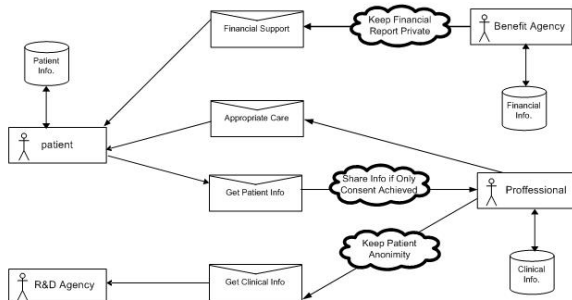 Keep Financial
Report Private
Financial Support
Benefit Agency
Patient
Info.
Financial
Info.
Appropriate Care
patient
Share Info if Only
Consent Achieved
Get Patient Info
Proffessional
Keep Patient
Anonimity
Clinical
Info.
R&D Agency
Get Clinical Info